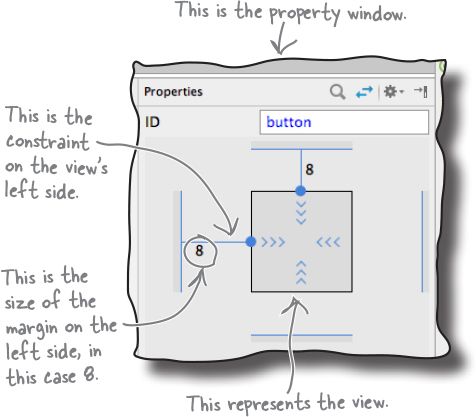 This is the property window.
Properties
ID
button
This is the
constraint
on the view's
left side.
8
8
This is the
size of the
margin on the
left side, in
this case 8.
This represents the view.